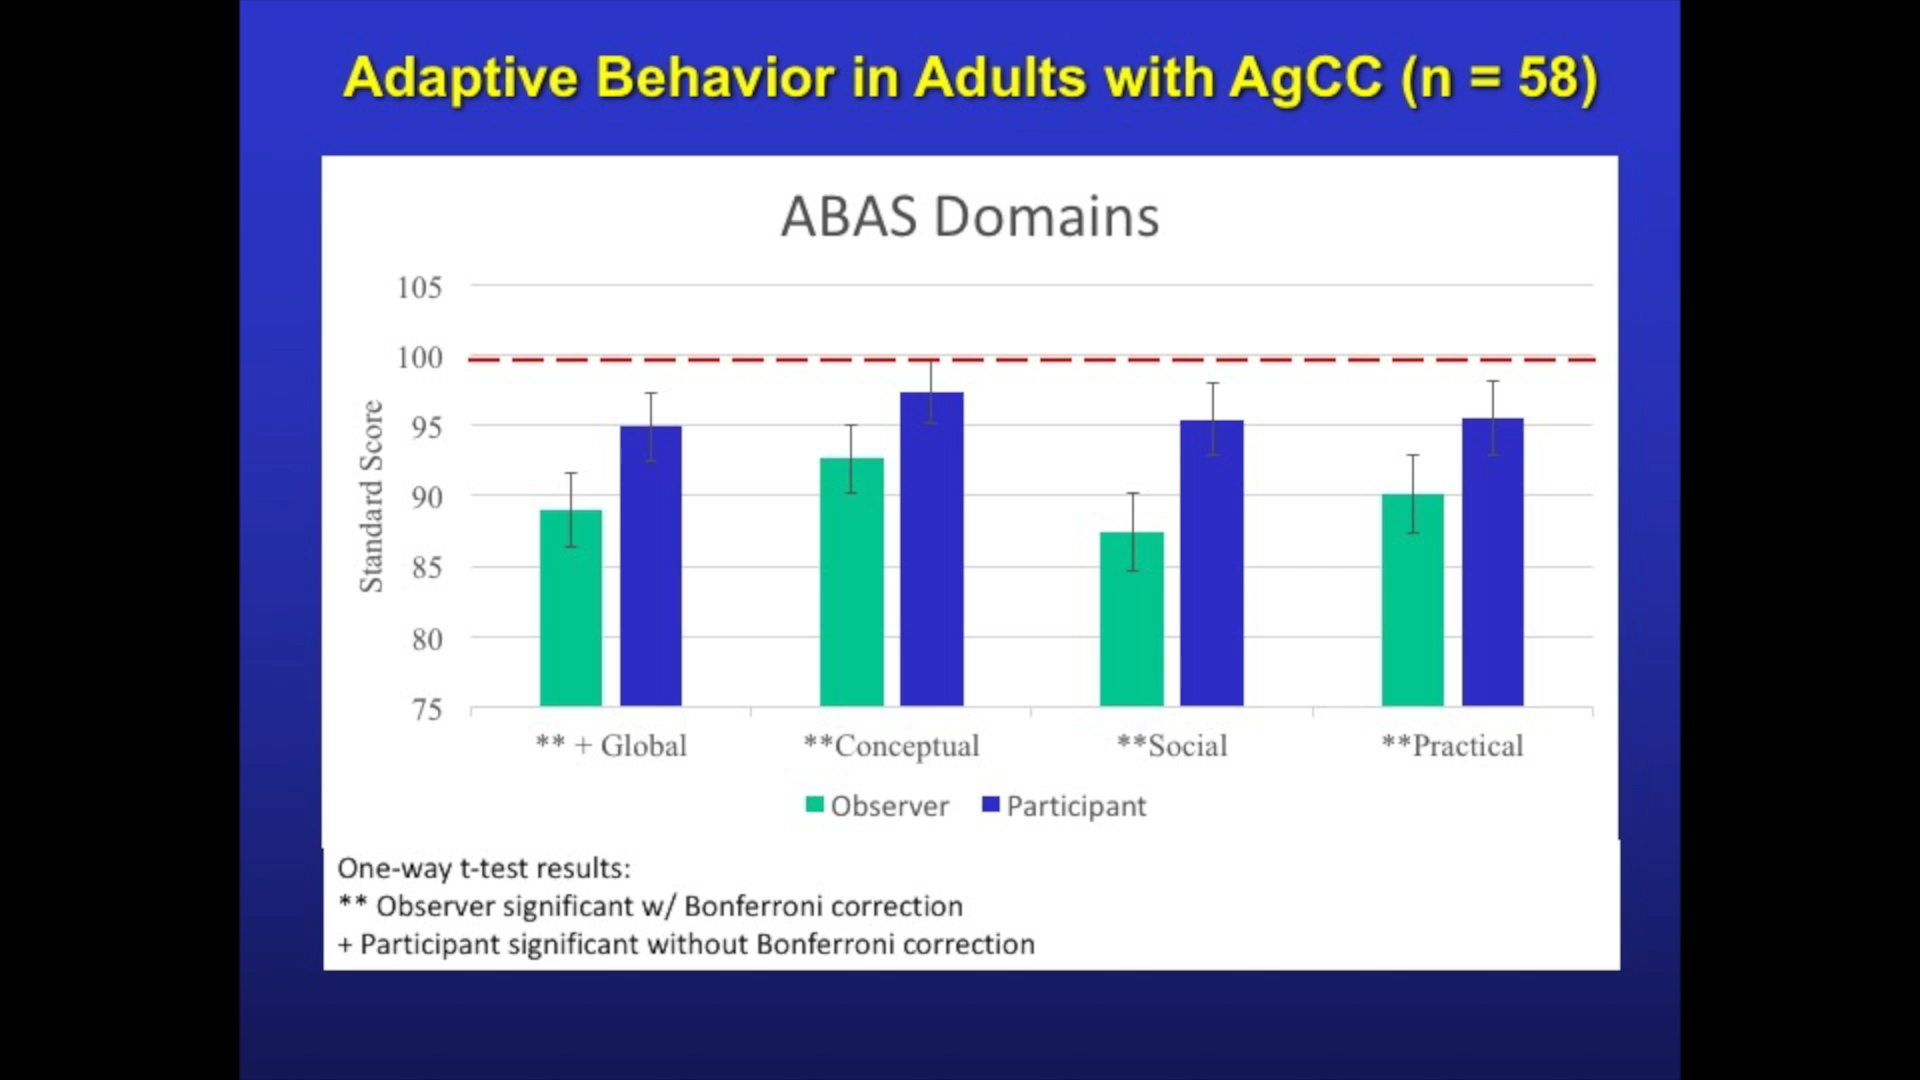 Adaptive Behavior in Adults with AgCC (n = 58)
ABAS Domains
105
100
95
90
85
80
75
Standard Score
** + Global
**Conceptual
**Social
**Practical
Observer
Participant
One-way t-test results:
** Observer significant w/ Bonferroni correction
+ Participant significant without Bonferroni correction